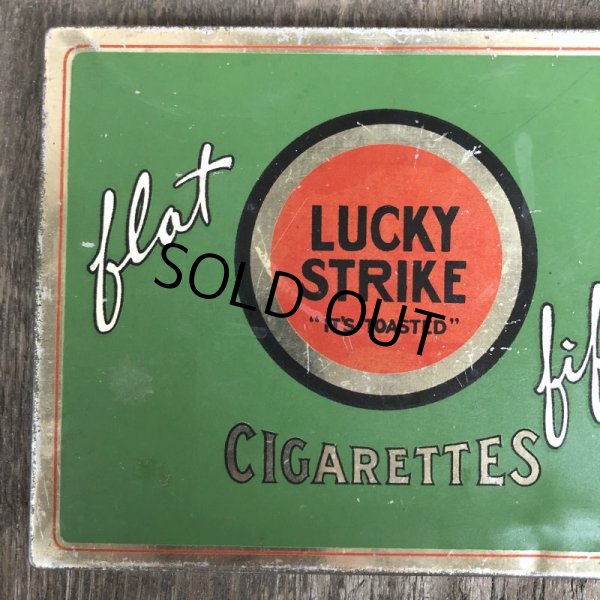 flat
LUCKY
STRIKE
"IT'S TOASTED"
SOLD OUT
fif
CIGARETTES